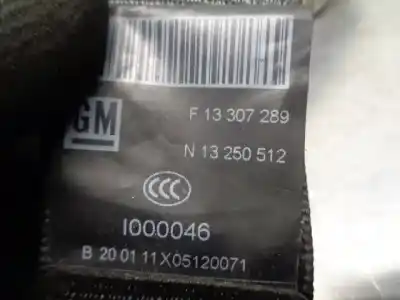 GM
F 13 307 289
N 13 250 512
CCC
I000046
B 20 01 11X05120071